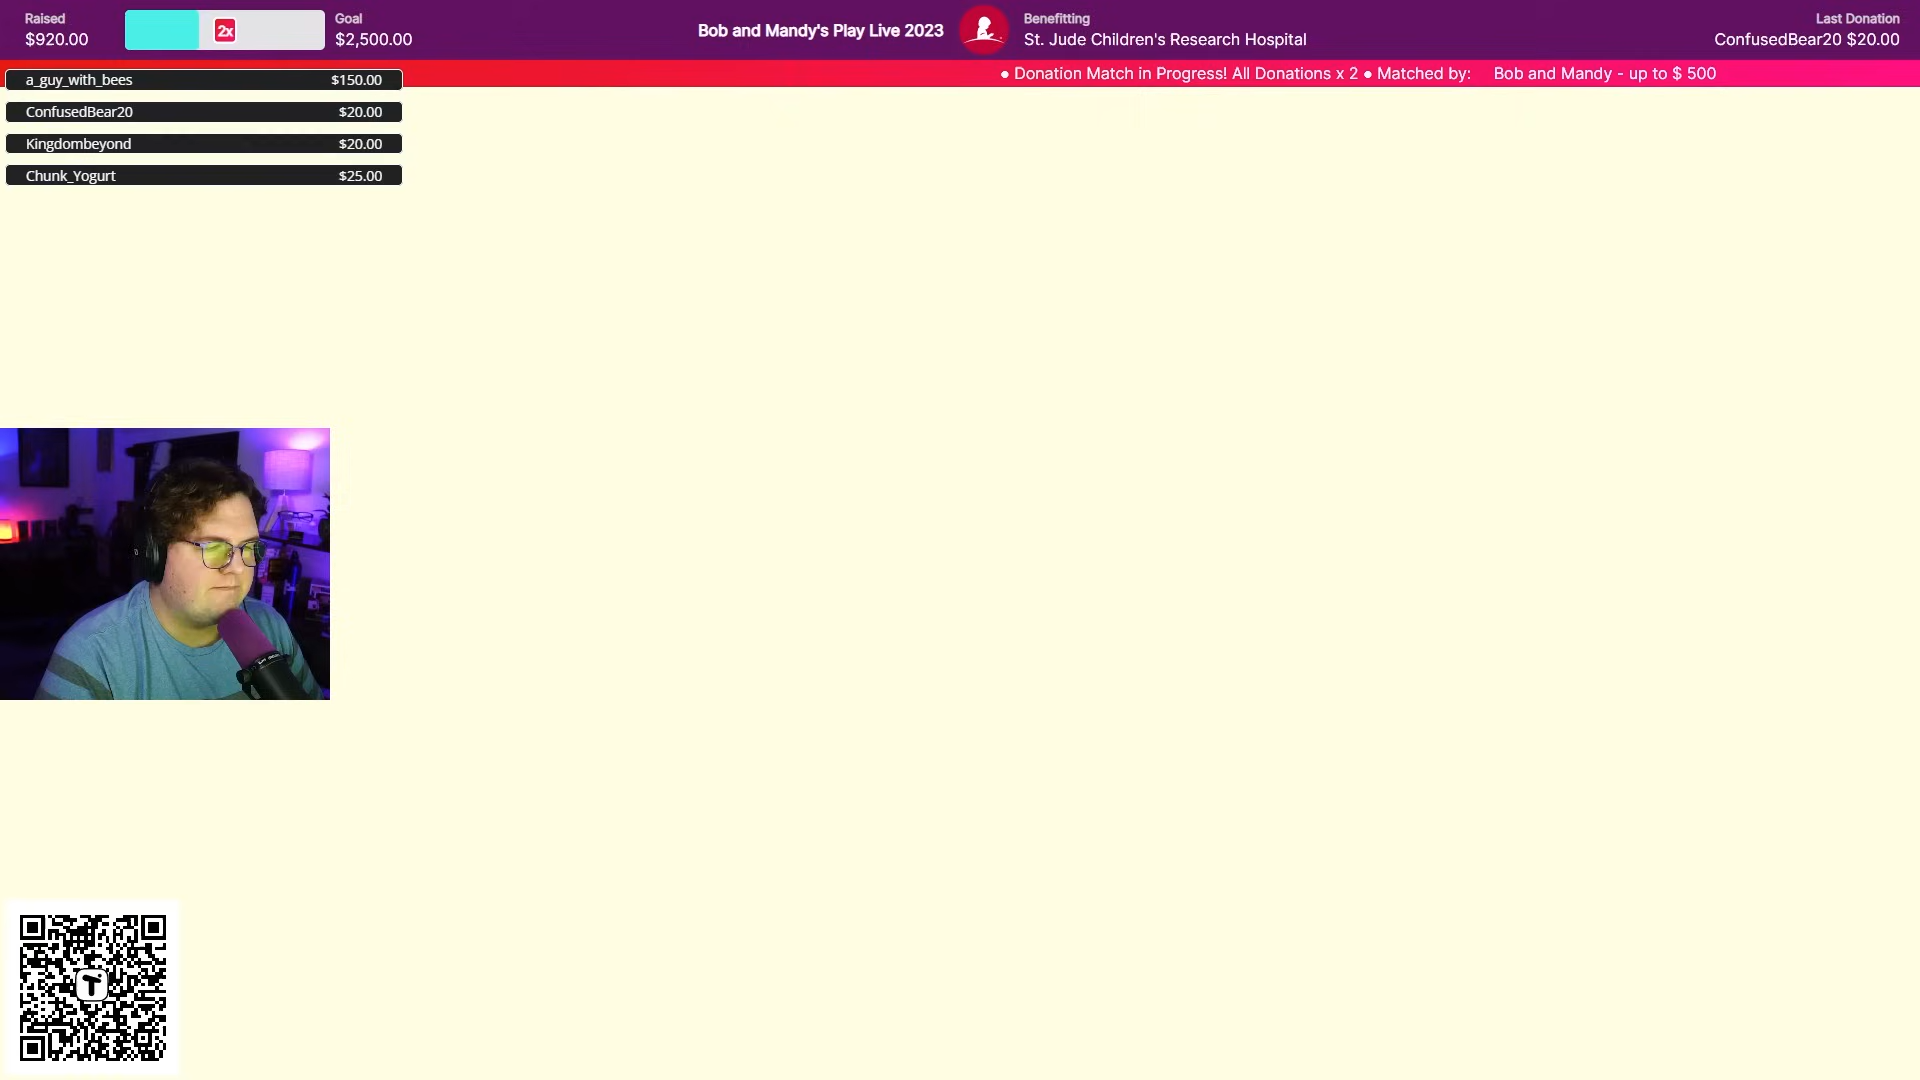 Raised
$920.00
2x
Goal
$2,500.00
Bob and Mandy's Play Live 2023
Benefitting
St. Jude Children's Research Hospital
Last Donation
ConfusedBear20 $20.00
● Donation Match in Progress! All Donations x 2 ● Matched by: Bob and Mandy - up to $ 500
a_guy_with_bees $150.00
ConfusedBear20 $20.00
Kingdombeyond $20.00
Chunk_Yogurt $25.00
T